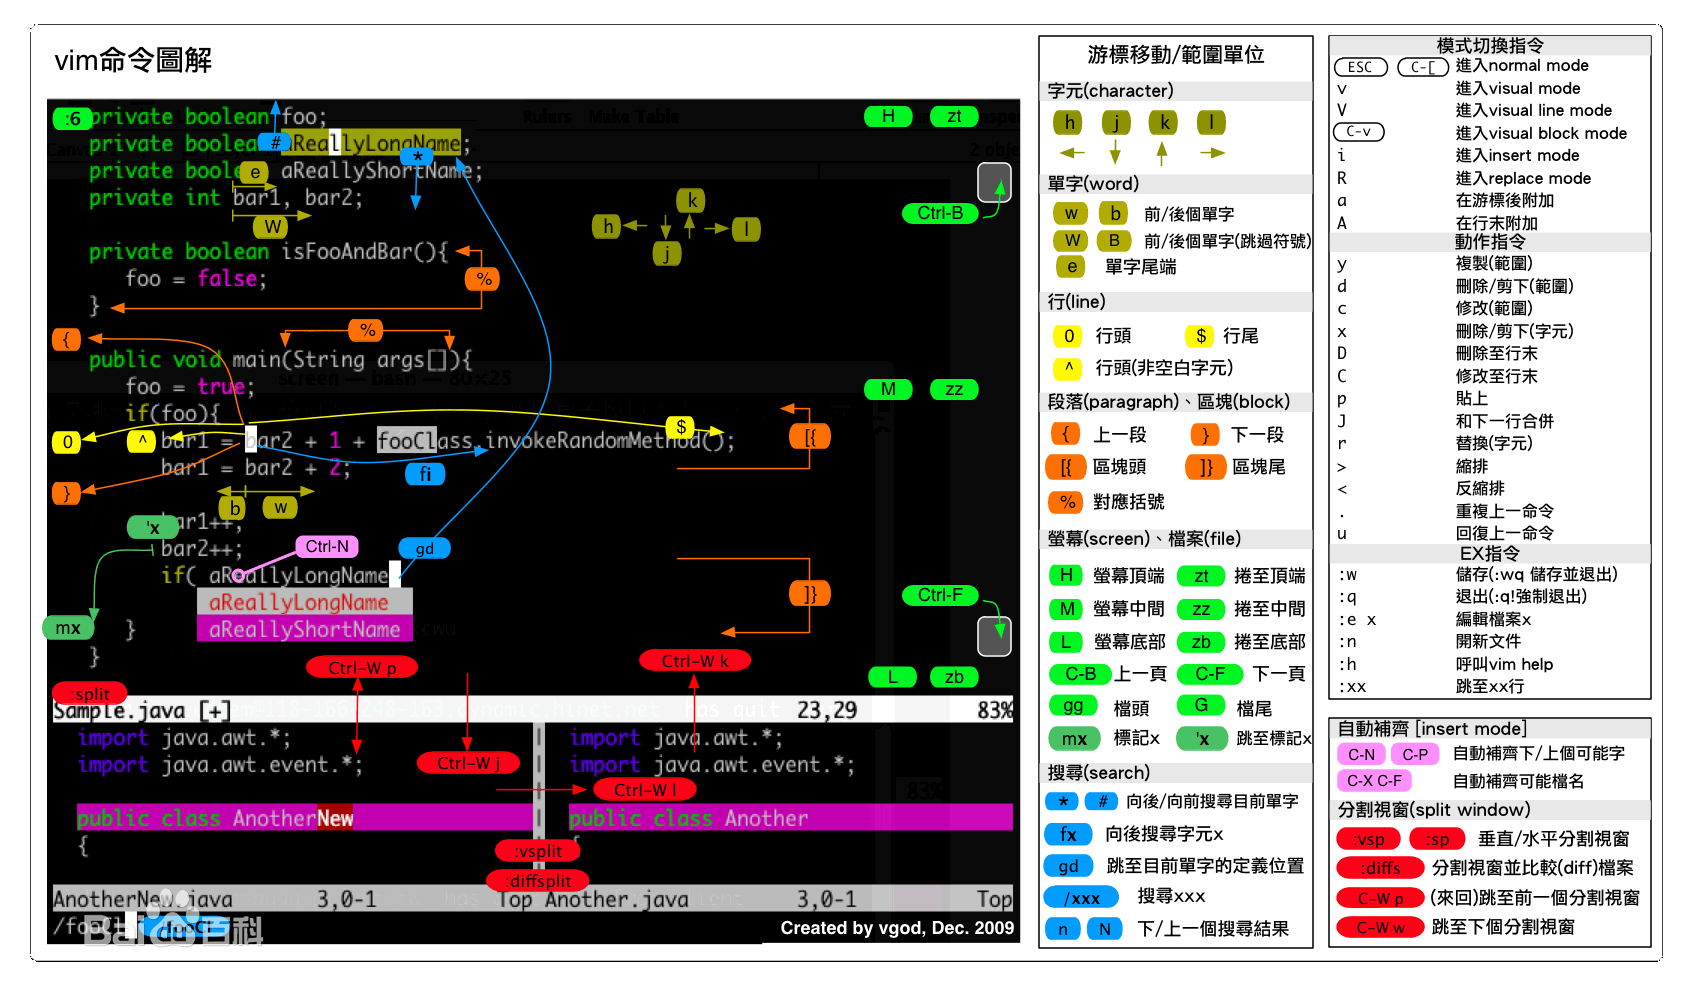 vim命令圖解
:6 private boolean foo; H zt
private boolea # aReallyLongName;
*
private boole e aReallyShortName;
private int bar1, bar2;
W
k
h l
j
Ctrl-B
private boolean isFooAndBar(){
foo = false; %
}
{ %
public void main(String args[]){
foo = true; M zz
if(foo){
0 ^ bar1 = bar2 + 1 + fooClass.invokeRandomMethod(); $ [{
bar1 = bar2 + 2; fi
}
b w
'x bar1++;
bar2++; Ctrl-N gd
if( aReallyLongName
aReallyLongName ]} Ctrl-F
mx } aReallyShortName
}
Ctrl-W p Ctrl-W k
L zb
:split
Sample.java [+] 23,29 83%
import java.awt.*; import java.awt.*;
import java.awt.event.*; Ctrl-W j import java.awt.event.*;
Ctrl-W l
public class AnotherNew public class Another
{ :vsplit {
:diffsplit
AnotherNew.java 3,0-1 Top Another.java 3,0-1 Top
/fooCl /fooCl
Baidu百科
Created by vgod, Dec. 2009
游標移動/範圍單位
字元(character)
h j k l
單字(word)
w b 前/後個單字
W B 前/後個單字(跳過符號)
e 單字尾端
行(line)
0 行頭 $ 行尾
^ 行頭(非空白字元)
段落(paragraph)、區塊(block)
{ 上一段 } 下一段
[{ 區塊頭 ]} 區塊尾
% 對應括號
螢幕(screen)、檔案(file)
H 螢幕頂端 zt 捲至頂端
M 螢幕中間 zz 捲至中間
L 螢幕底部 zb 捲至底部
C-B 上一頁 C-F 下一頁
gg 檔頭 G 檔尾
mx 標記x 'x 跳至標記x
搜尋(search)
* # 向後/向前搜尋目前單字
fx 向後搜尋字元x
gd 跳至目前單字的定義位置
/xxx 搜尋xxx
n N 下/上一個搜尋結果
模式切換指令
ESC C-[ 進入normal mode
v 進入visual mode
V 進入visual line mode
C-v 進入visual block mode
i 進入insert mode
R 進入replace mode
a 在游標後附加
A 在行末附加
動作指令
y 複製(範圍)
d 刪除/剪下(範圍)
c 修改(範圍)
x 刪除/剪下(字元)
D 刪除至行末
C 修改至行末
p 貼上
J 和下一行合併
r 替換(字元)
> 縮排
< 反縮排
. 重複上一命令
u 回復上一命令
EX指令
:w 儲存(:wq 儲存並退出)
:q 退出(:q!強制退出)
:e x 編輯檔案x
:n 開新文件
:h 呼叫vim help
:xx 跳至xx行
自動補齊 [insert mode]
C-N C-P 自動補齊下/上個可能字
C-X C-F 自動補齊可能檔名
分割視窗(split window)
:vsp :sp 垂直/水平分割視窗
:diffs 分割視窗並比較(diff)檔案
C-W p (來回)跳至前一個分割視窗
C-W w 跳至下個分割視窗